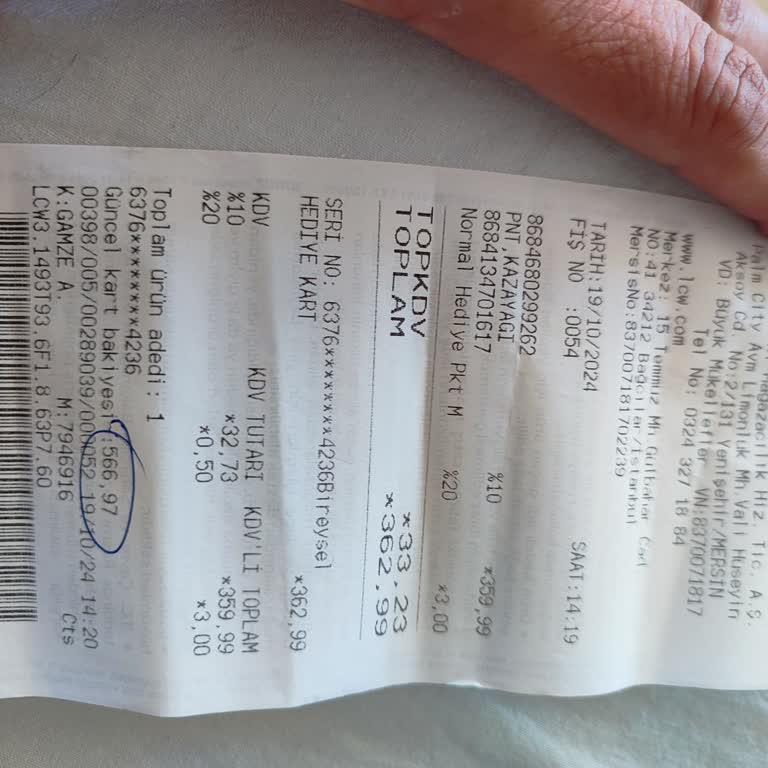 Palm City Avm Limonluk Mh.Vali Hüseyin
Aksoy Cd. No:2/131 Yenişehir/MERSİN
VD: Büyük Mükellefler VN:8370071817
Tel No: 0324 327 18 84
www.lcw.com
Merkez: 15 Temmuz Mh.Gülbahar Cad
NO:41 34212 Bağcılar/İstanbul
MersisNo:837007181702239
TARİH:19/10/2024 SAAT:14:19
FİŞ NO :0054
8684680299262
PNT,KAZAYAGI %10 *359,99
8684134701617
Normal Hediye Pkt M %20 *3,00
TOPKDV *33,23
TOPLAM *362,99
SERİ NO: 6376********4236Bireysel
HEDİYE KART *362,99
KDV KDV TUTARI KDV'Lİ TOPLAM
%10 *32,73 *359,99
%20 *0,50 *3,00
Toplam ürün adedi: 1
6376********4236
Güncel kart bakiyesi:566,97
00398/005/00289039/000052 19/10/24 14:20
K:GAMZE A. M:7946916 Cts
LCW3.1493T93.6F1.8.63P7.60